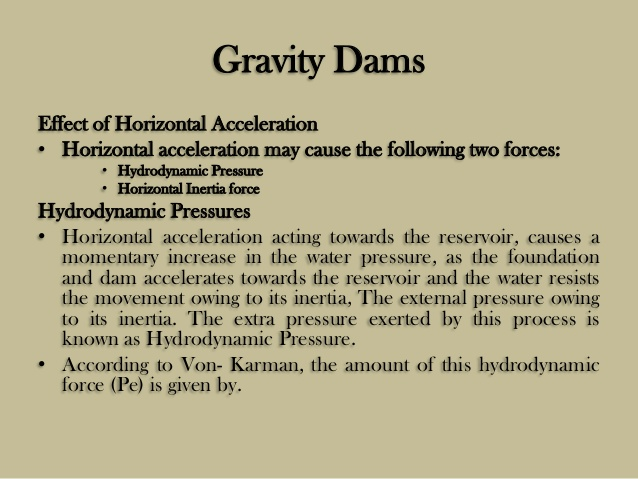 Gravity Dams
Effect of Horizontal Acceleration
• Horizontal acceleration may cause the following two forces:
• Hydrodynamic Pressure
• Horizontal Inertia force
Hydrodynamic Pressures
• Horizontal acceleration acting towards the reservoir, causes a
momentary increase in the water pressure, as the foundation
and dam accelerates towards the reservoir and the water resists
the movement owing to its inertia, The external pressure owing
to its inertia. The extra pressure exerted by this process is
known as Hydrodynamic Pressure.
• According to Von- Karman, the amount of this hydrodynamic
force (Pe) is given by.